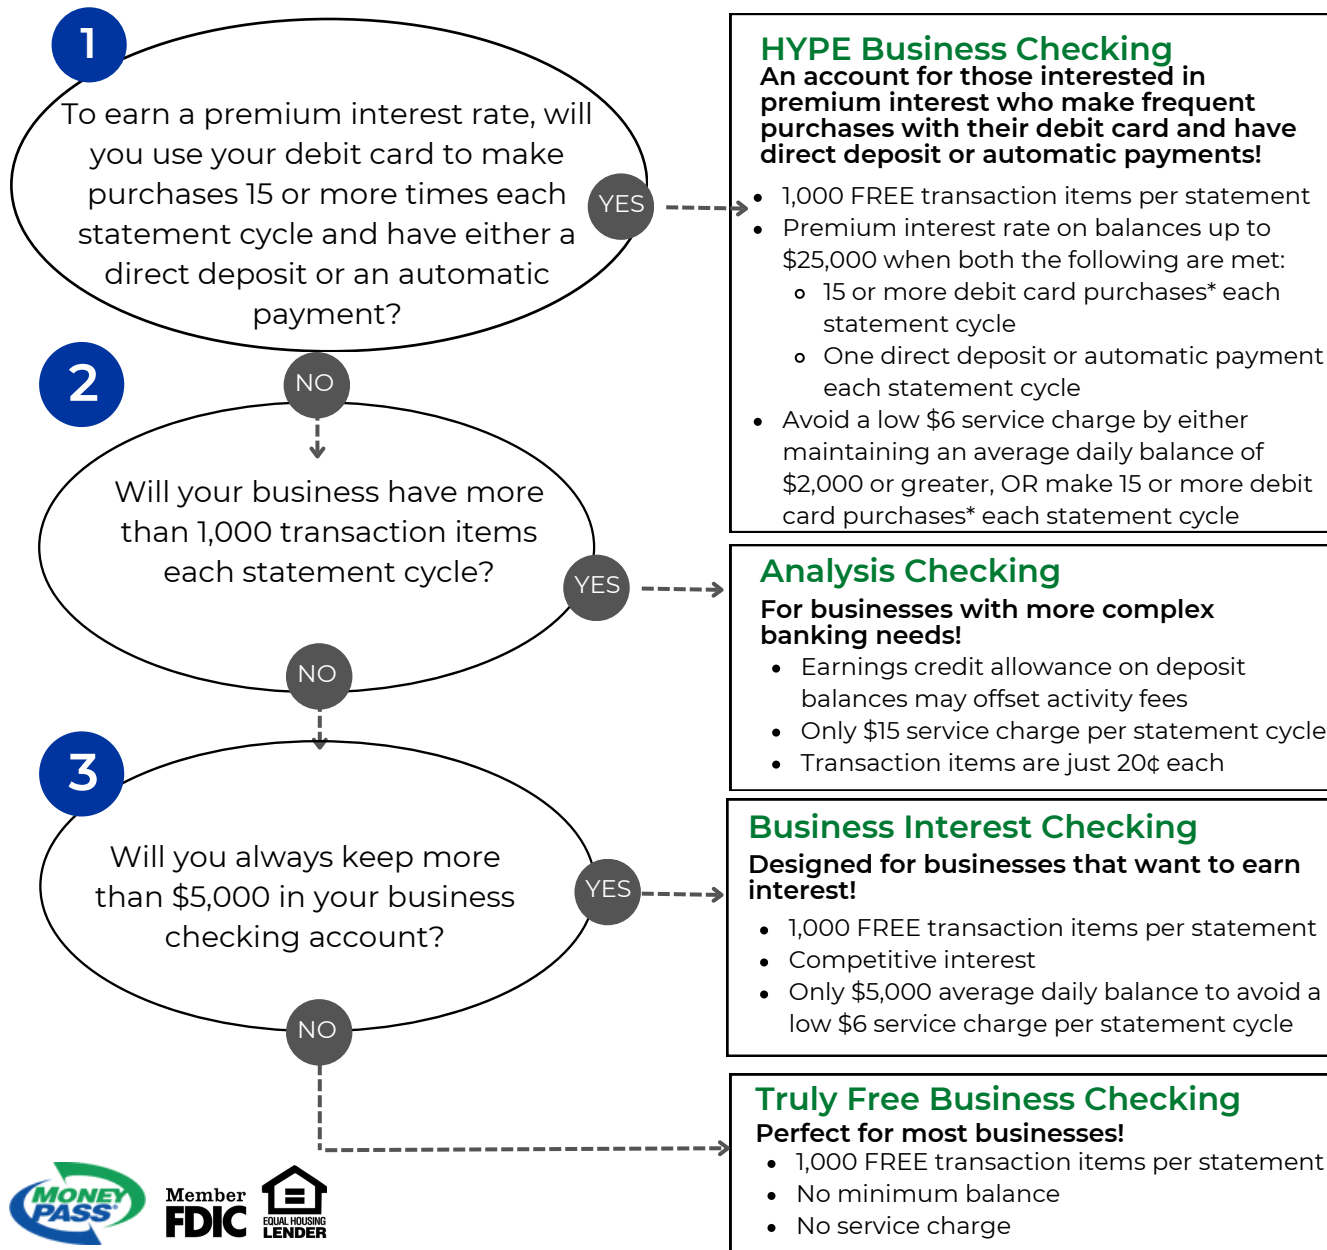 1
To earn a premium interest rate, will
you use your debit card to make
purchases 15 or more times each
statement cycle and have either a
direct deposit or an automatic
payment?
YES
NO
HYPE Business Checking
An account for those interested in
premium interest who make frequent
purchases with their debit card and have
direct deposit or automatic payments!
1,000 FREE transaction items per statement
Premium interest rate on balances up to
$25,000 when both the following are met:
15 or more debit card purchases* each
statement cycle
One direct deposit or automatic payment
each statement cycle
Avoid a low $6 service charge by either
maintaining an average daily balance of
$2,000 or greater, OR make 15 or more debit
card purchases* each statement cycle
2
Will your business have more
than 1,000 transaction items
each statement cycle?
YES
NO
Analysis Checking
For businesses with more complex
banking needs!
Earnings credit allowance on deposit
balances may offset activity fees
Only $15 service charge per statement cycle
Transaction items are just 20¢ each
3
Will you always keep more
than $5,000 in your business
checking account?
YES
NO
Business Interest Checking
Designed for businesses that want to earn
interest!
1,000 FREE transaction items per statement
Competitive interest
Only $5,000 average daily balance to avoid a
low $6 service charge per statement cycle
Truly Free Business Checking
Perfect for most businesses!
1,000 FREE transaction items per statement
No minimum balance
No service charge
MONEY
PASS
Member
FDIC
EQUAL HOUSING
LENDER